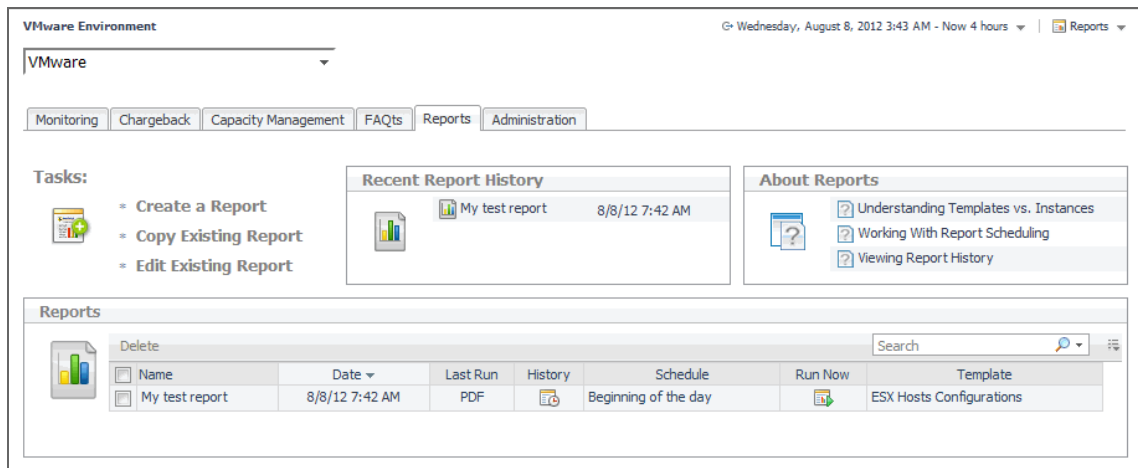 VMware Environment
Wednesday, August 8, 2012 3:43 AM - Now 4 hours
Reports
VMware
Monitoring
Chargeback
Capacity Management
FAQts
Reports
Administration
Tasks:
Create a Report
Copy Existing Report
Edit Existing Report
Recent Report History
My test report 8/8/12 7:42 AM
About Reports
Understanding Templates vs. Instances
Working With Report Scheduling
Viewing Report History
Reports
Delete
Search
Name Date Last Run History Schedule Run Now Template
My test report 8/8/12 7:42 AM PDF Beginning of the day ESX Hosts Configurations